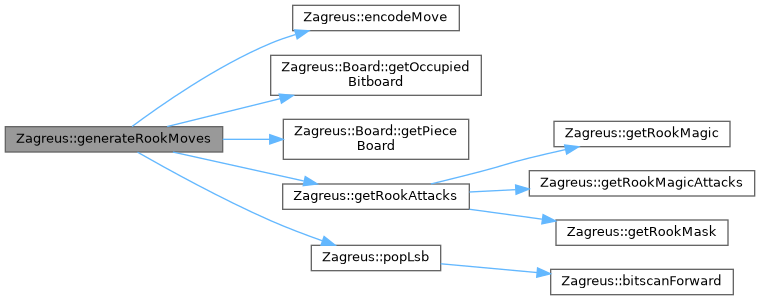 Zagreus::generateRookMoves
Zagreus::encodeMove
Zagreus::Board::getOccupied
Bitboard
Zagreus::Board::getPiece
Board
Zagreus::getRookAttacks
Zagreus::popLsb
Zagreus::getRookMagic
Zagreus::getRookMagicAttacks
Zagreus::getRookMask
Zagreus::bitscanForward